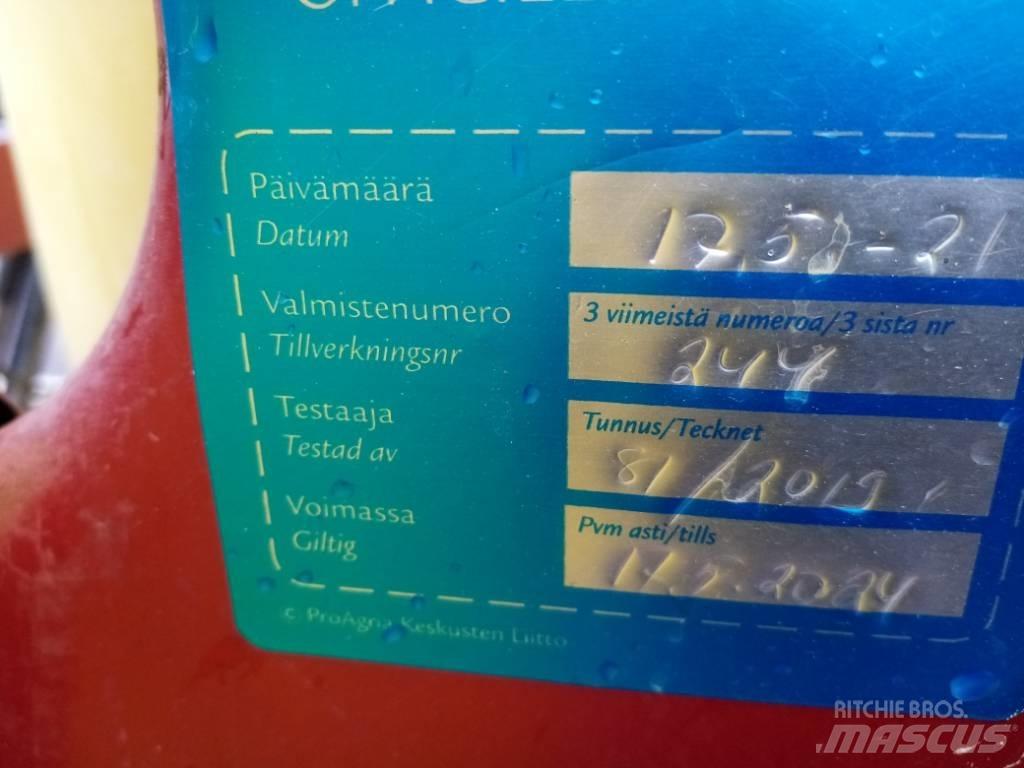 Päivämäärä
Datum
Valmistenumero
3 viimeistä numeroa/3 sista nr
Tillverkningsnr
244
Testaaja
Tunnus/Tecknet
Testad av
Voimassa
Pvm asti/tills
Giltig
c ProAgria Keskusten Liitto
RITCHIE BROS.
MASCUS